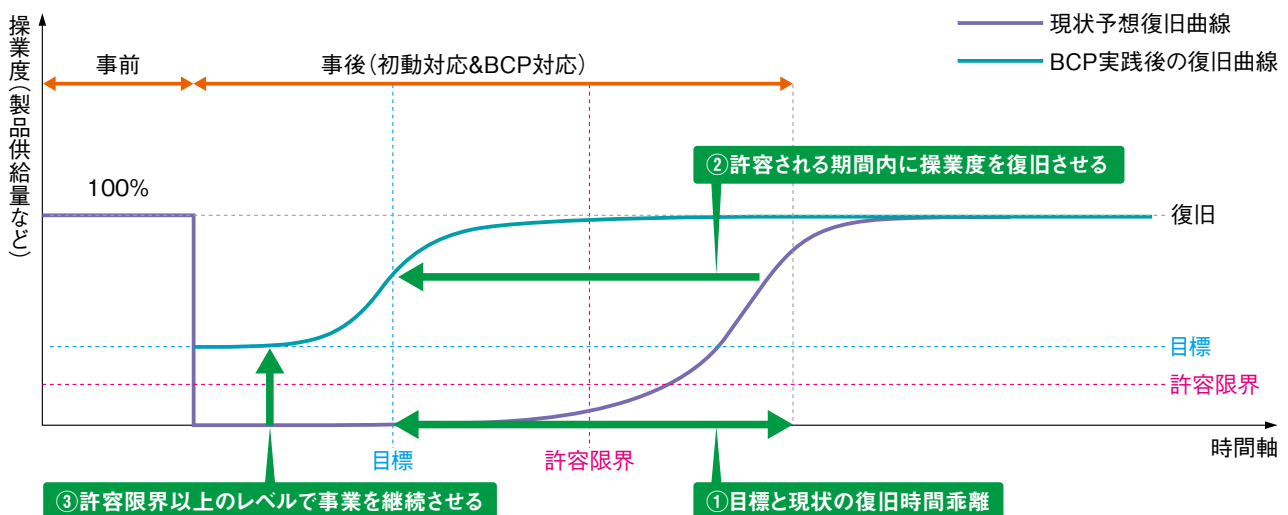 操業度(製品供給量など)
現状予想復旧曲線
BCP実践後の復旧曲線
事前
事後(初動対応&BCP対応)
②許容される期間内に操業度を復旧させる
100%
復旧
目標
許容限界
時間軸
目標
許容限界
③許容限界以上のレベルで事業を継続させる
①目標と現状の復旧時間乖離